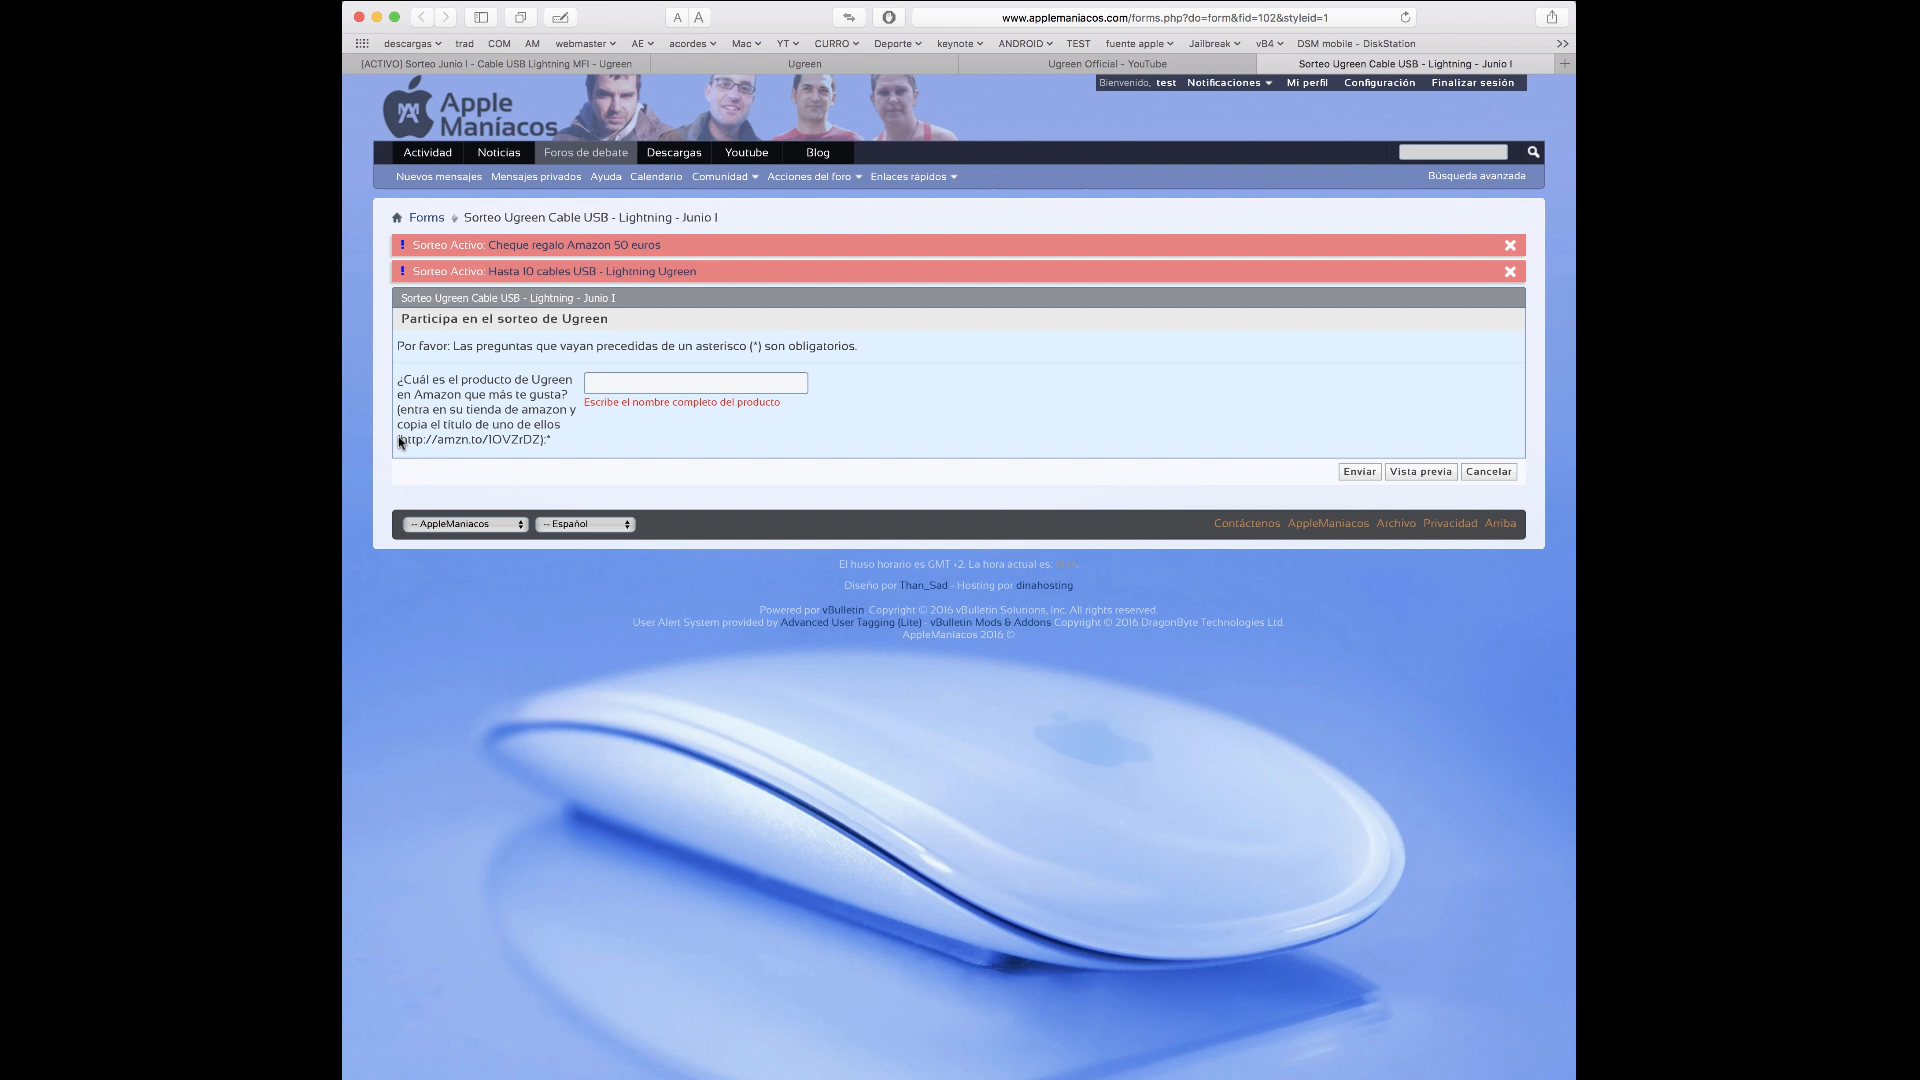 A A
www.applemaniacos.com/forms.php?do=form&fid=102&styleid=1
descargas trad COM AM webmaster AE acordes Mac YT CURRO Deporte keynote ANDROID TEST fuente apple Jailbreak vB4 DSM mobile - DiskStation
[ACTIVO] Sorteo Junio I - Cable USB Lightning MFI - Ugreen Ugreen Ugreen Official - YouTube Sorteo Ugreen Cable USB - Lightning - Junio I
Bienvenido, test Notificaciones Mi perfil Configuración Finalizar sesión
Apple
Maníacos
Actividad Noticias Foros de debate Descargas Youtube Blog
Nuevos mensajes Mensajes privados Ayuda Calendario Comunidad Acciones del foro Enlaces rápidos Búsqueda avanzada
Forms Sorteo Ugreen Cable USB - Lightning - Junio I
! Sorteo Activo: Cheque regalo Amazon 50 euros
! Sorteo Activo: Hasta 10 cables USB - Lightning Ugreen
Sorteo Ugreen Cable USB - Lightning - Junio I
Participa en el sorteo de Ugreen
Por favor: Las preguntas que vayan precedidas de un asterisco (*) son obligatorios.
¿Cuál es el producto de Ugreen
en Amazon que más te gusta?
(entra en su tienda de amazon y
copia el título de uno de ellos
(http://amzn.to/1OVZrDZ):*
Escribe el nombre completo del producto
Enviar Vista previa Cancelar
-- AppleManiacos -- Español Contáctenos AppleManiacos Archivo Privacidad Arriba
El huso horario es GMT +2. La hora actual es:
Diseño por Than_Sad - Hosting por dinahosting
Powered por vBulletin Copyright © 2016 vBulletin Solutions, Inc. All rights reserved.
User Alert System provided by Advanced User Tagging (Lite) - vBulletin Mods & Addons Copyright © 2016 DragonByte Technologies Ltd.
AppleManiacos 2016 ©